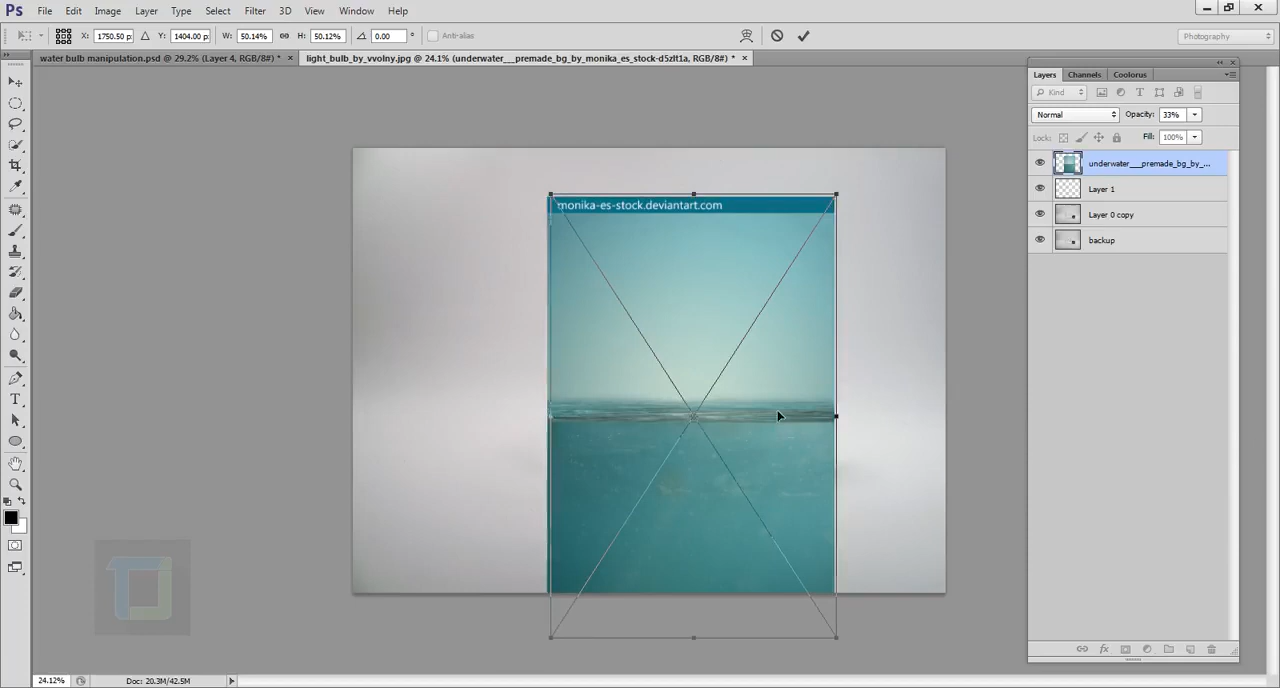 Ps File Edit Image Layer Type Select Filter 3D View Window Help
X: 1750.50 p Y: 1404.00 p W: 50.14% H: 50.12% 0.00 ° Anti-alias Photography
water bulb manipulation.psd @ 29.2% (Layer 4, RGB/8#) * × light_bulb_by_vvolny.jpg @ 24.1% (underwater___premade_bg_by_monika_es_stock-d5zlt1a, RGB/8#) * ×
Layers Channels Coolorus
Kind
Normal Opacity: 33%
Lock: Fill: 100%
underwater___premade_bg_by_...
Layer 1
Layer 0 copy
backup
monika-es-stock.deviantart.com
24.12% Doc: 20.3M/42.5M